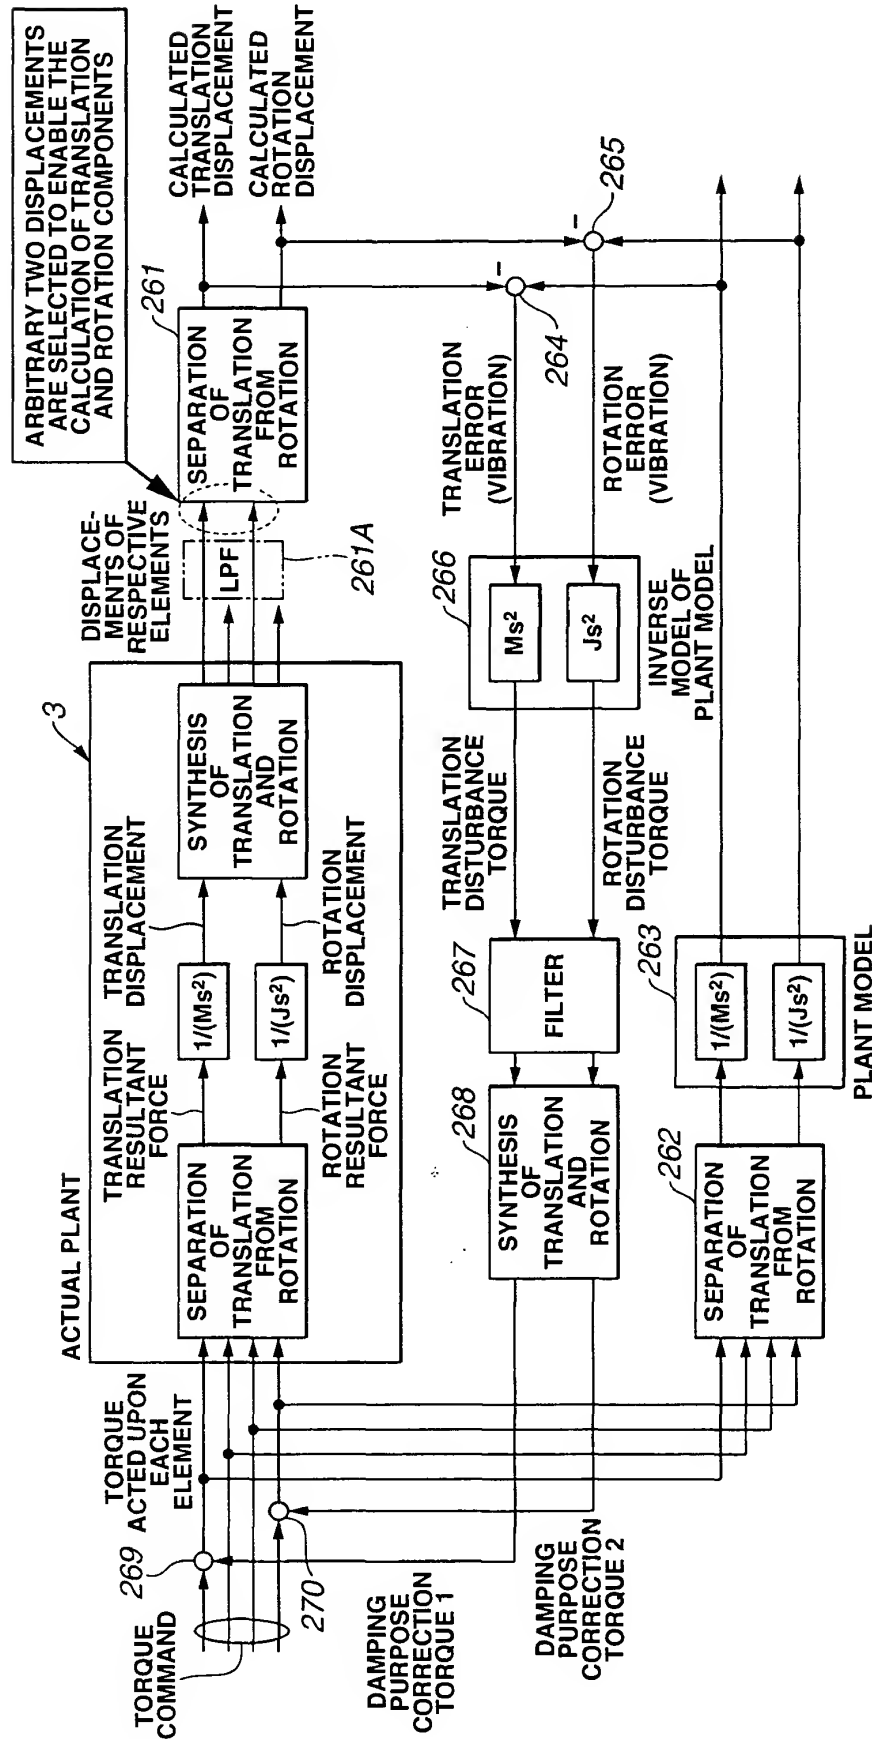 ARBITRARY TWO DISPLACEMENTS
ARE SELECTED TO ENABLE THE
CALCULATION OF TRANSLATION
AND ROTATION COMPONENTS
ACTUAL PLANT
3
TORQUE
COMMAND
269
270
TORQUE
ACTED UPON
EACH
ELEMENT
SEPARATION
OF
TRANSLATION
FROM
ROTATION
TRANSLATION
RESULTANT
FORCE
ROTATION
RESULTANT
FORCE
1/(Ms²)
1/(Js²)
TRANSLATION
DISPLACEMENT
ROTATION
DISPLACEMENT
SYNTHESIS
OF
TRANSLATION
AND
ROTATION
DISPLACE-
MENTS OF
RESPECTIVE
ELEMENTS
LPF
261A
261
SEPARATION
OF
TRANSLATION
FROM
ROTATION
CALCULATED
TRANSLATION
DISPLACEMENT
CALCULATED
ROTATION
DISPLACEMENT
DAMPING
PURPOSE
CORRECTION
TORQUE 1
DAMPING
PURPOSE
CORRECTION
TORQUE 2
268
SYNTHESIS
OF
TRANSLATION
AND
ROTATION
267
FILTER
TRANSLATION
DISTURBANCE
TORQUE
ROTATION
DISTURBANCE
TORQUE
266
Ms²
Js²
INVERSE
MODEL OF
PLANT MODEL
TRANSLATION
ERROR
(VIBRATION)
ROTATION
ERROR
(VIBRATION)
−
264
−
265
262
SEPARATION
OF
TRANSLATION
FROM
ROTATION
263
1/(Ms²)
1/(Js²)
PLANT MODEL